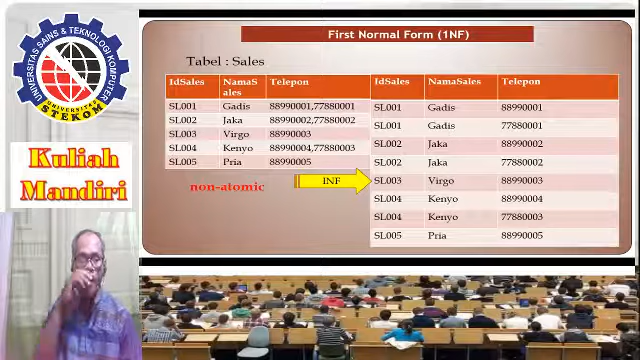 UNIVERSITAS SAINS & TEKNOLOGI KOMPUTER
UNIVERSITAS
STEKOM
Kuliah
Mandiri
First Normal Form (1NF)
Tabel : Sales
IdSales NamaS ales Telepon
SL001 Gadis 88990001,77880001
SL002 Jaka 88990002,77880002
SL003 Virgo 88990003
SL004 Kenyo 88990004,77880003
SL005 Pria 88990005
non-atomic
1NF
IdSales NamaSales Telepon
SL001 Gadis 88990001
SL001 Gadis 77880001
SL002 Jaka 88990002
SL002 Jaka 77880002
SL003 Virgo 88990003
SL004 Kenyo 88990004
SL004 Kenyo 77880003
SL005 Pria 88990005